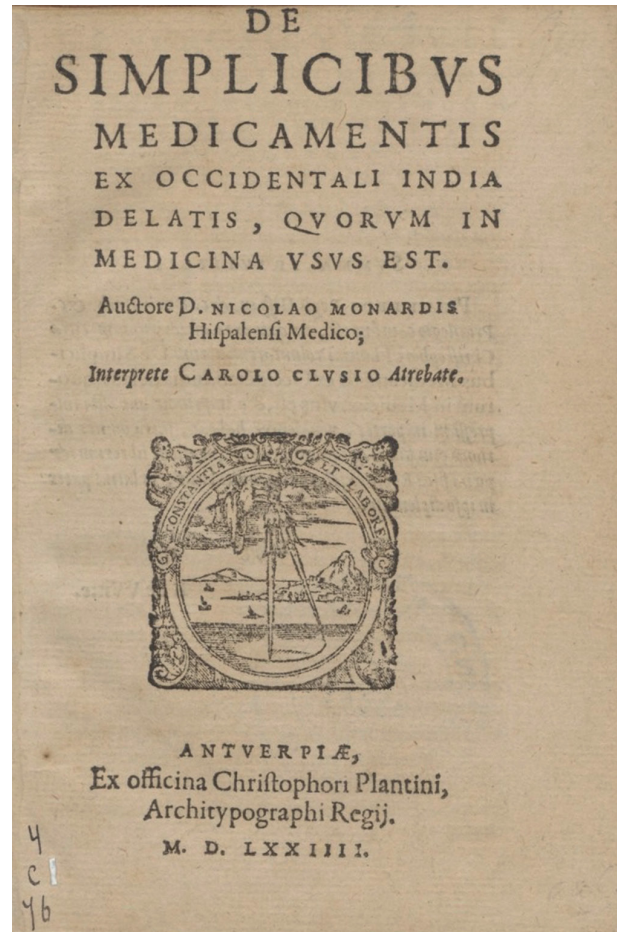 DE
SIMPLICIBVS
MEDICAMENTIS
EX OCCIDENTALI INDIA
DELATIS, QVORVM IN
MEDICINA VSVS EST.
Auctore D. NICOLAO MONARDIS
Hiſpalenſi Medico;
Interprete CAROLO CLVSIO Atrebate.
CONSTANTIA ET LABORE
ANTVERPIÆ,
Ex officina Chriſtophori Plantini,
Architypographi Regij.
M. D. LXXIIII.
4
C